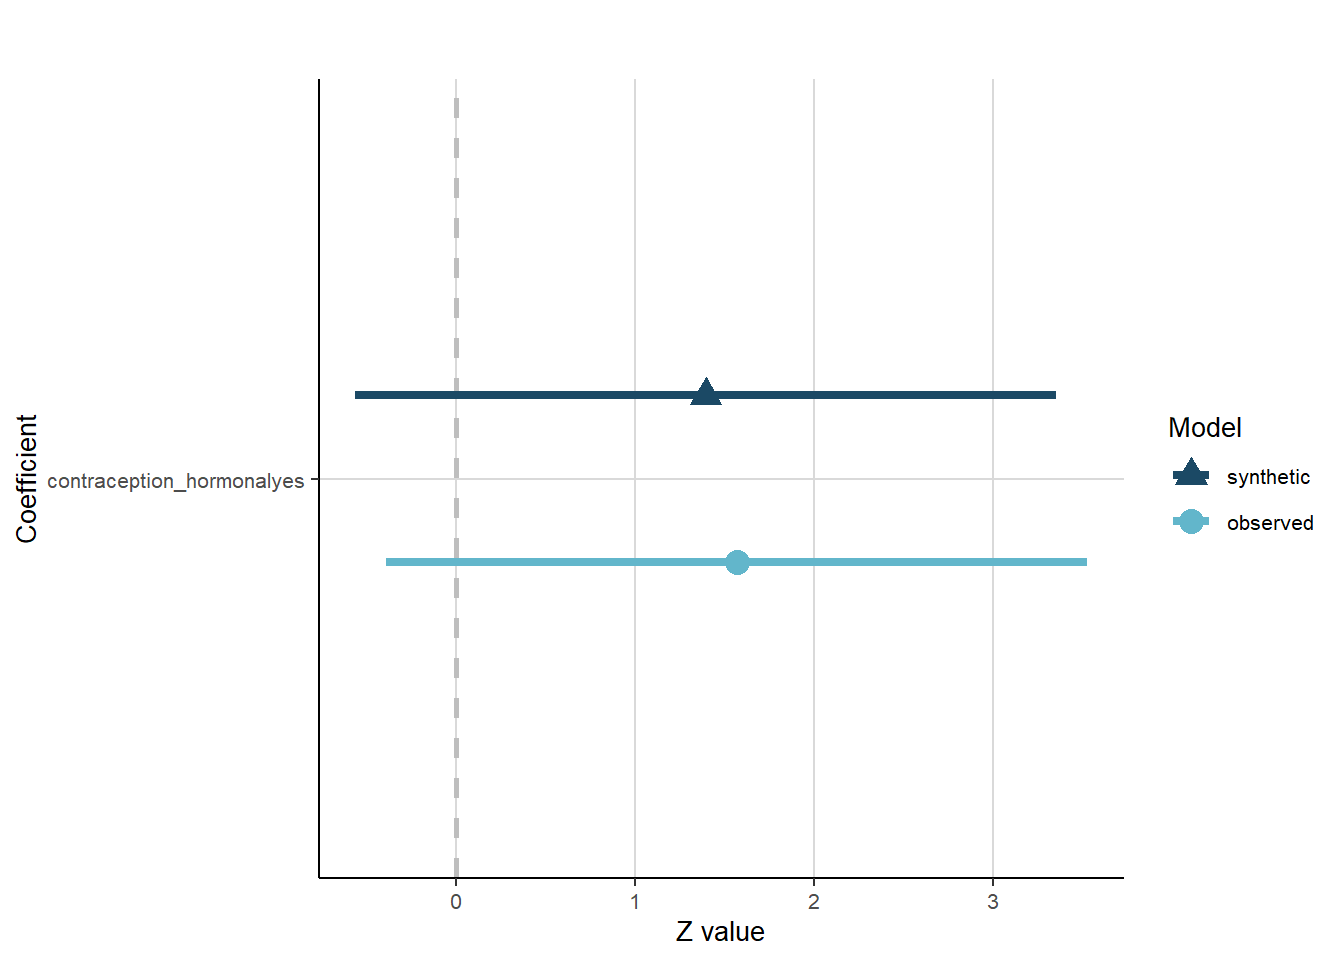 Coefficient
contraception_hormonalyes
0 1 2 3
Z value
Model
synthetic
observed